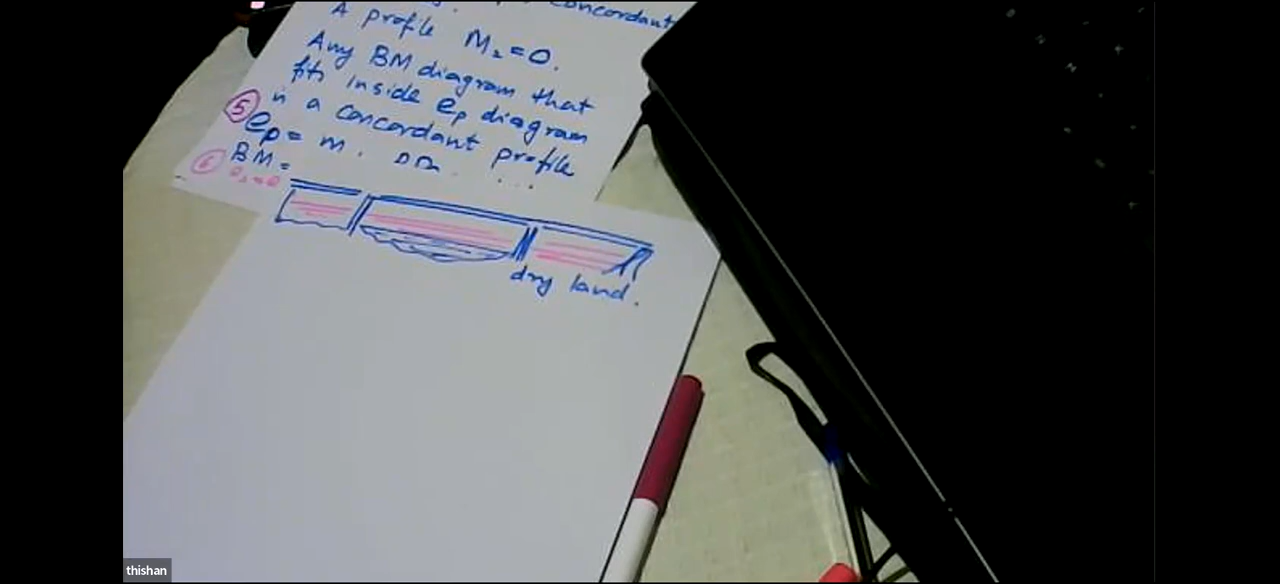 concordant
A profile M₂=0.
Any BM diagram that
fits inside eₚ diagram
is a concordant profile
⑤ eₚ = m.
⑥ BM =
dry land.
thishan